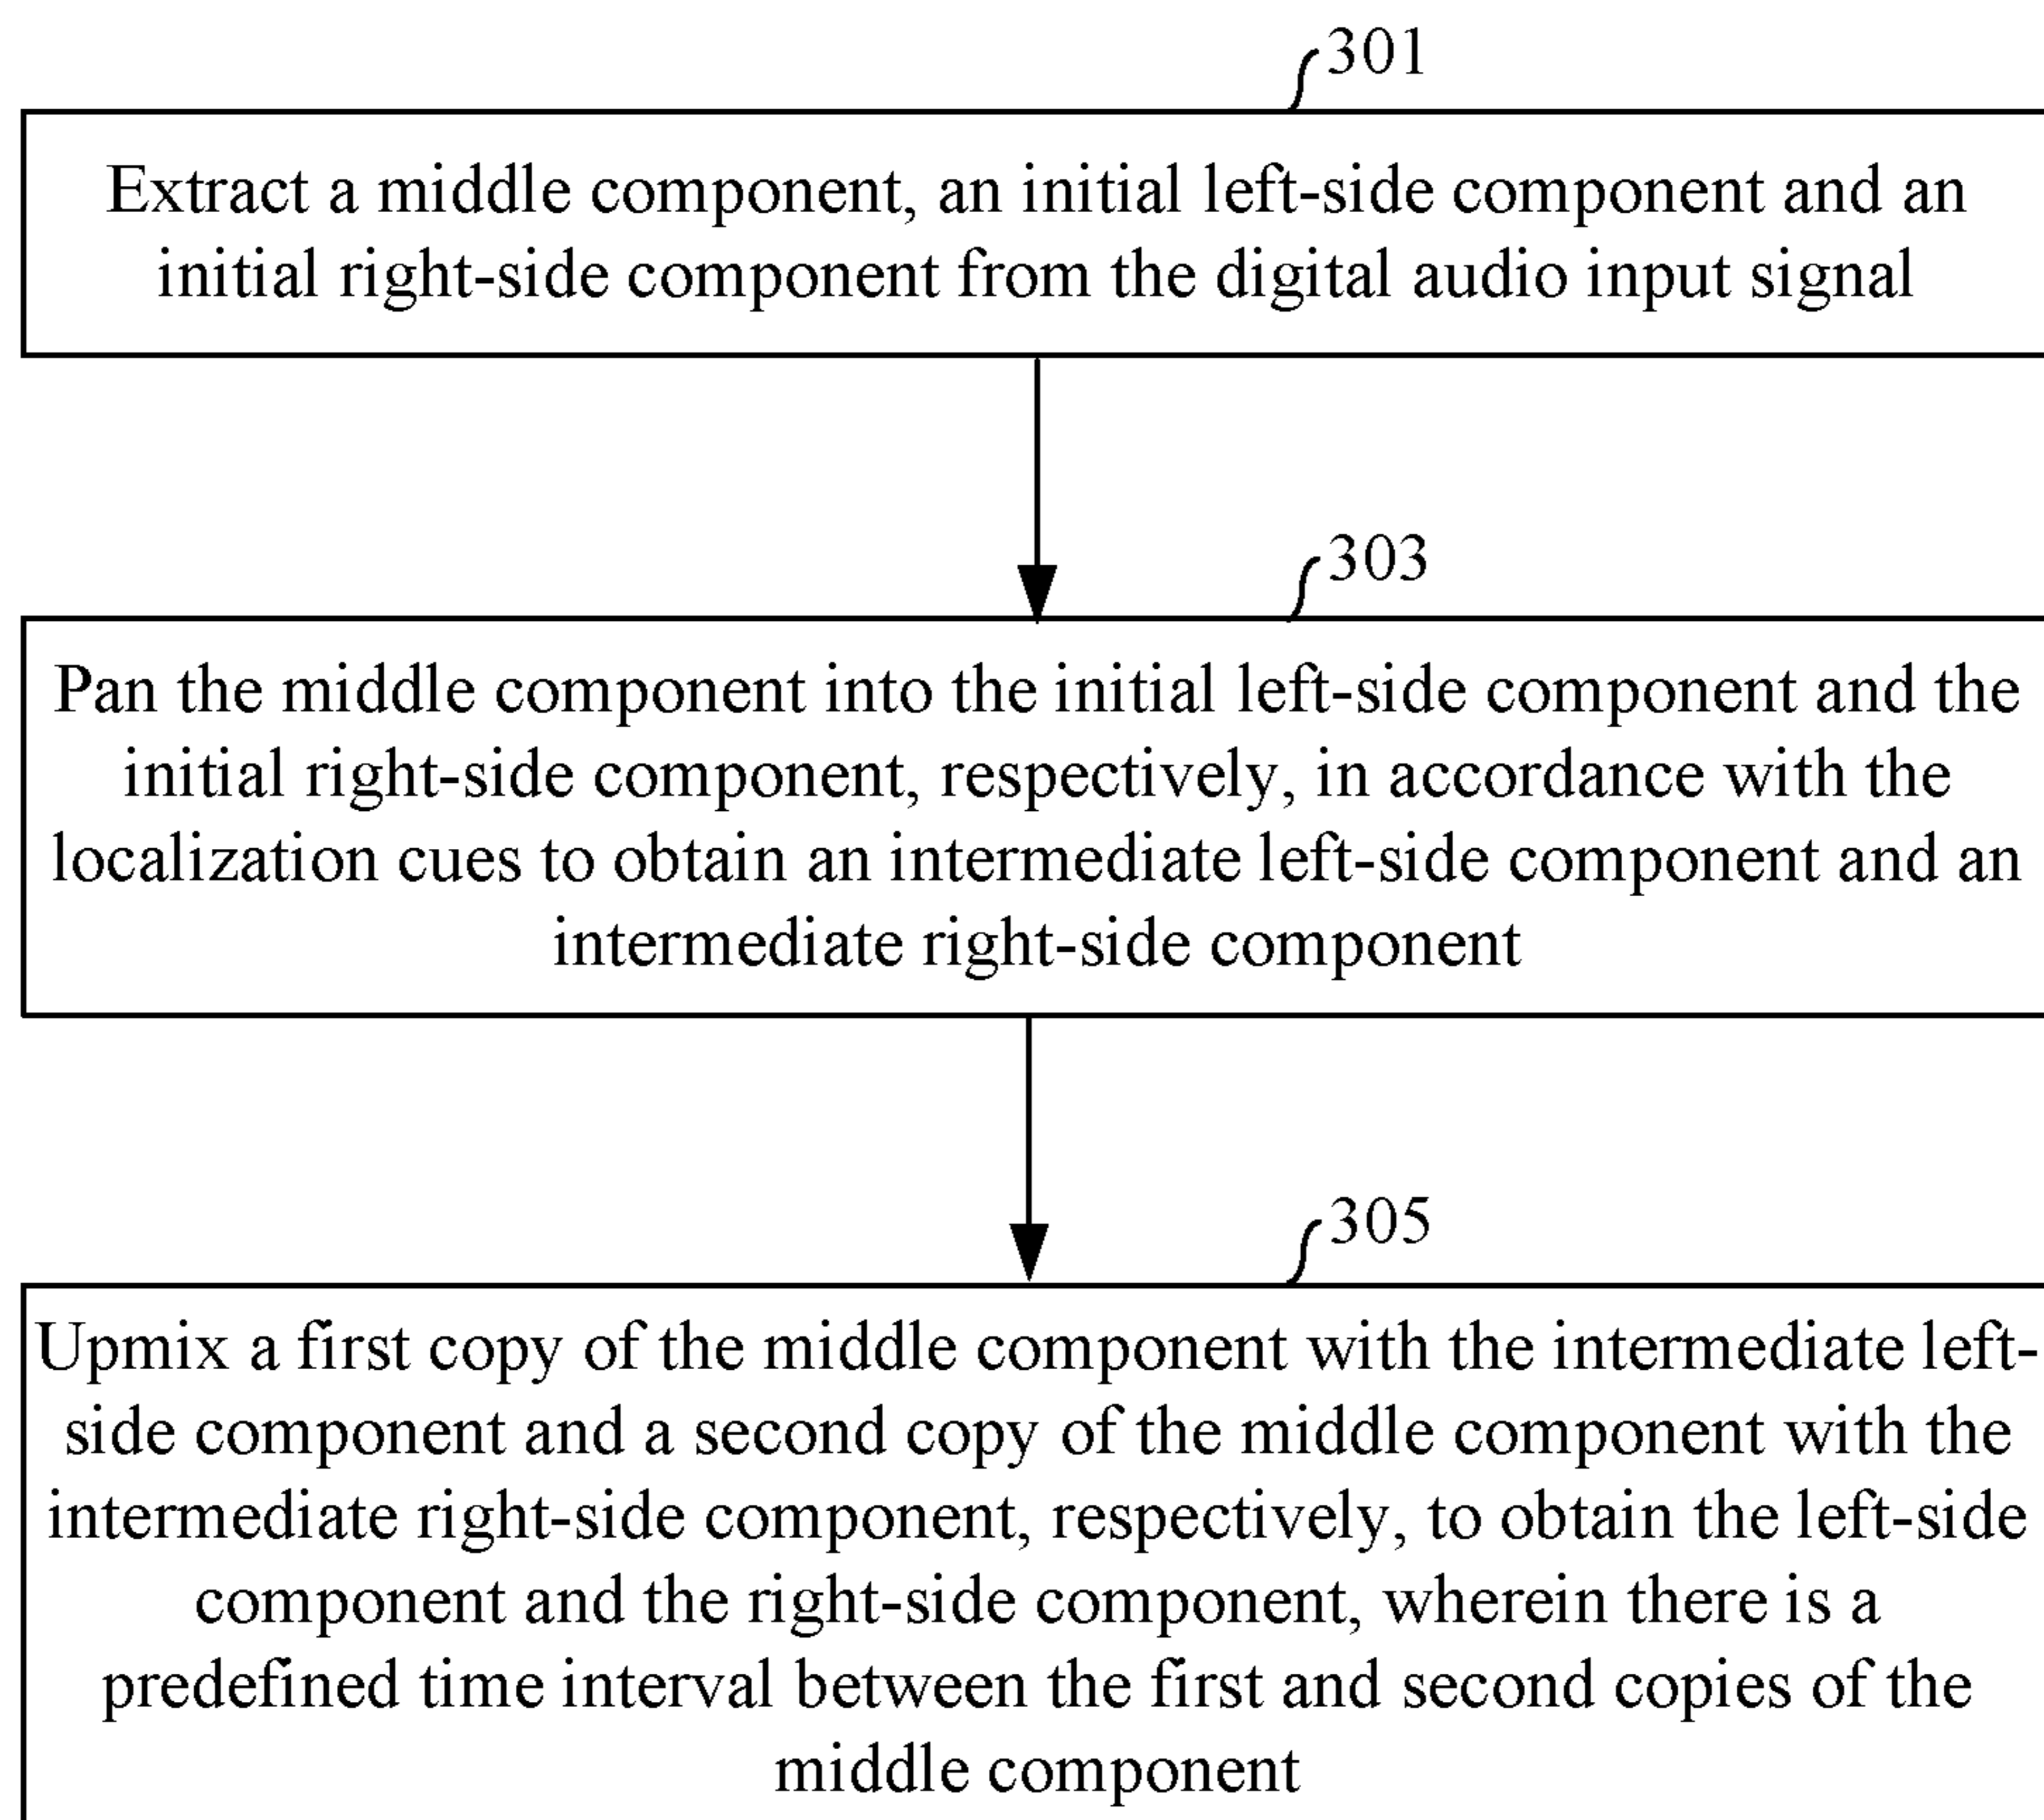 301
Extract a middle component, an initial left-side component and an
initial right-side component from the digital audio input signal
303
Pan the middle component into the initial left-side component and the
initial right-side component, respectively, in accordance with the
localization cues to obtain an intermediate left-side component and an
intermediate right-side component
305
Upmix a first copy of the middle component with the intermediate left-
side component and a second copy of the middle component with the
intermediate right-side component, respectively, to obtain the left-side
component and the right-side component, wherein there is a
predefined time interval between the first and second copies of the
middle component